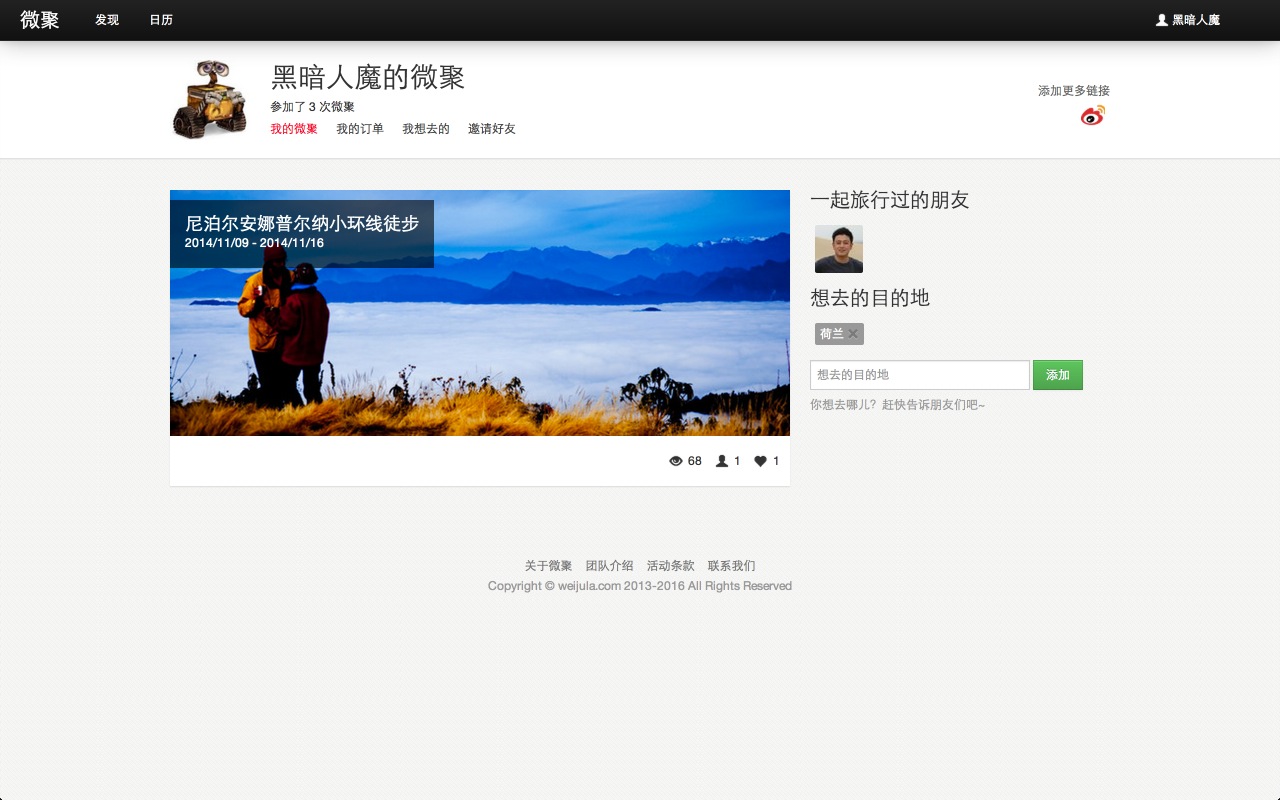 微聚 发现 日历 黑暗人魔
黑暗人魔的微聚
参加了 3 次微聚
我的微聚 我的订单 我想去的 邀请好友
添加更多链接
尼泊尔安娜普尔纳小环线徒步
2014/11/09 - 2014/11/16
68 1 1
一起旅行过的朋友
想去的目的地
荷兰 ×
想去的目的地 添加
你想去哪儿？赶快告诉朋友们吧~
关于微聚 团队介绍 活动条款 联系我们
Copyright © weijula.com 2013-2016 All Rights Reserved